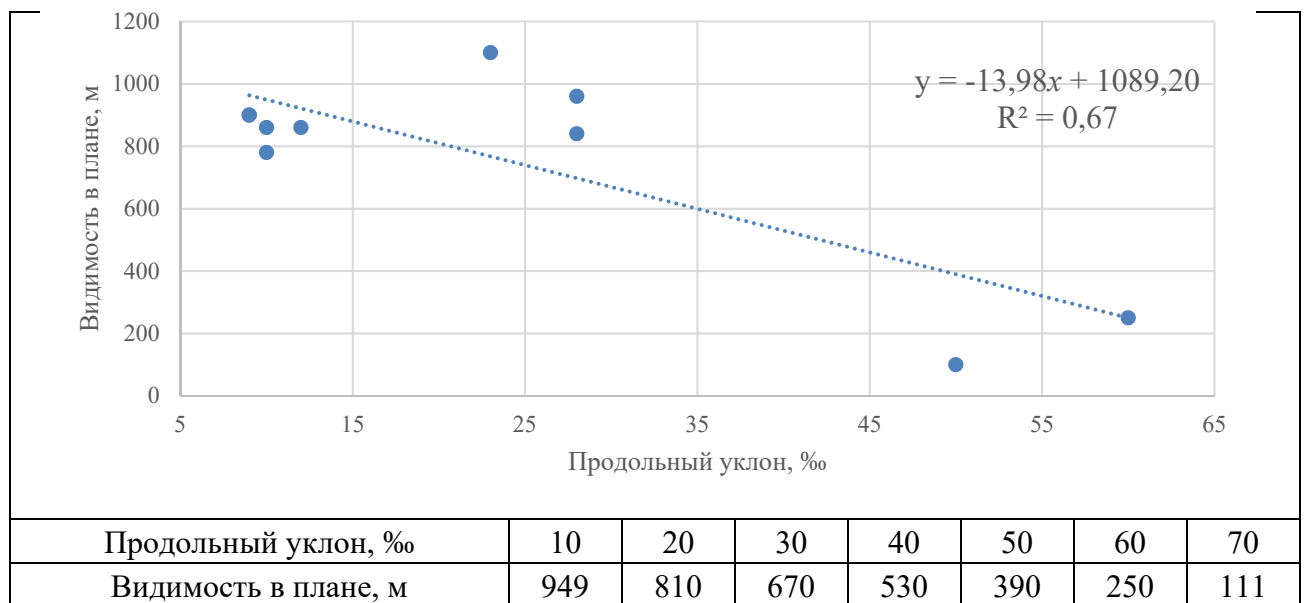 1200
1000
800
600
400
200
0
Видимость в плане, м
y = -13,98x + 1089,20
R² = 0,67
5 15 25 35 45 55 65
Продольный уклон, ‰
Продольный уклон, ‰ 10 20 30 40 50 60 70
Видимость в плане, м 949 810 670 530 390 250 111